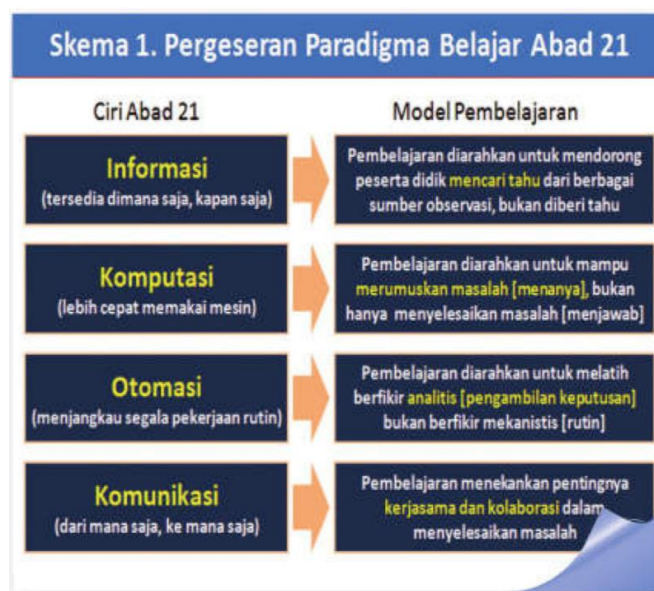 Skema 1. Pergeseran Paradigma Belajar Abad 21
Ciri Abad 21
Model Pembelajaran
Informasi
(tersedia dimana saja, kapan saja)
Pembelajaran diarahkan untuk mendorong
peserta didik mencari tahu dari berbagai
sumber observasi, bukan diberi tahu
Komputasi
(lebih cepat memakai mesin)
Pembelajaran diarahkan untuk mampu
merumuskan masalah [menanya], bukan
hanya menyelesaikan masalah [menjawab]
Otomasi
(menjangkau segala pekerjaan rutin)
Pembelajaran diarahkan untuk melatih
berfikir analitis [pengambilan keputusan]
bukan berfikir mekanistis [rutin]
Komunikasi
(dari mana saja, ke mana saja)
Pembelajaran menekankan pentingnya
kerjasama dan kolaborasi dalam
menyelesaikan masalah